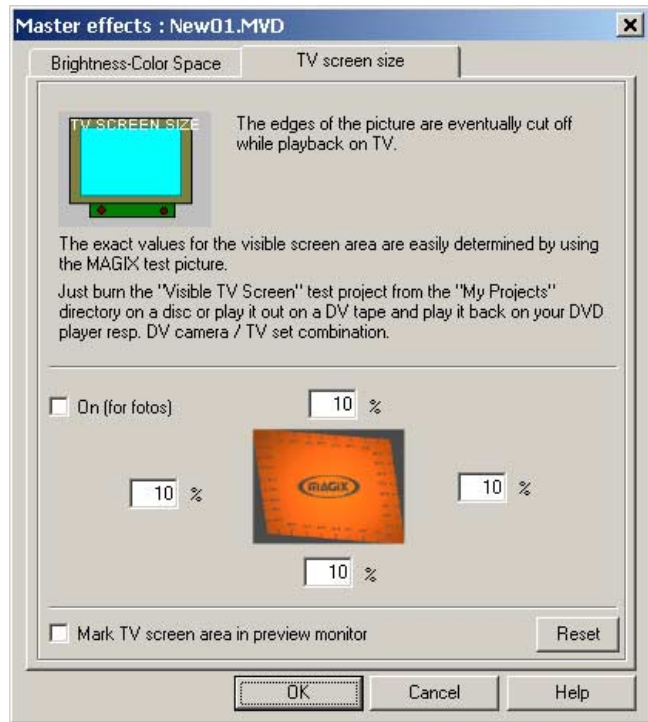 Master effects : New01.MVD
Brightness-Color Space
TV screen size
TV SCREEN SIZE
The edges of the picture are eventually cut off
while playback on TV.
The exact values for the visible screen area are easily determined by using
the MAGIX test picture.
Just burn the "Visible TV Screen" test project from the "My Projects"
directory on a disc or play it out on a DV tape and play it back on your DVD
player resp. DV camera / TV set combination.
On (for fotos)
10 %
10 %
MAGIX
10 %
10 %
Mark TV screen area in preview monitor
Reset
OK
Cancel
Help